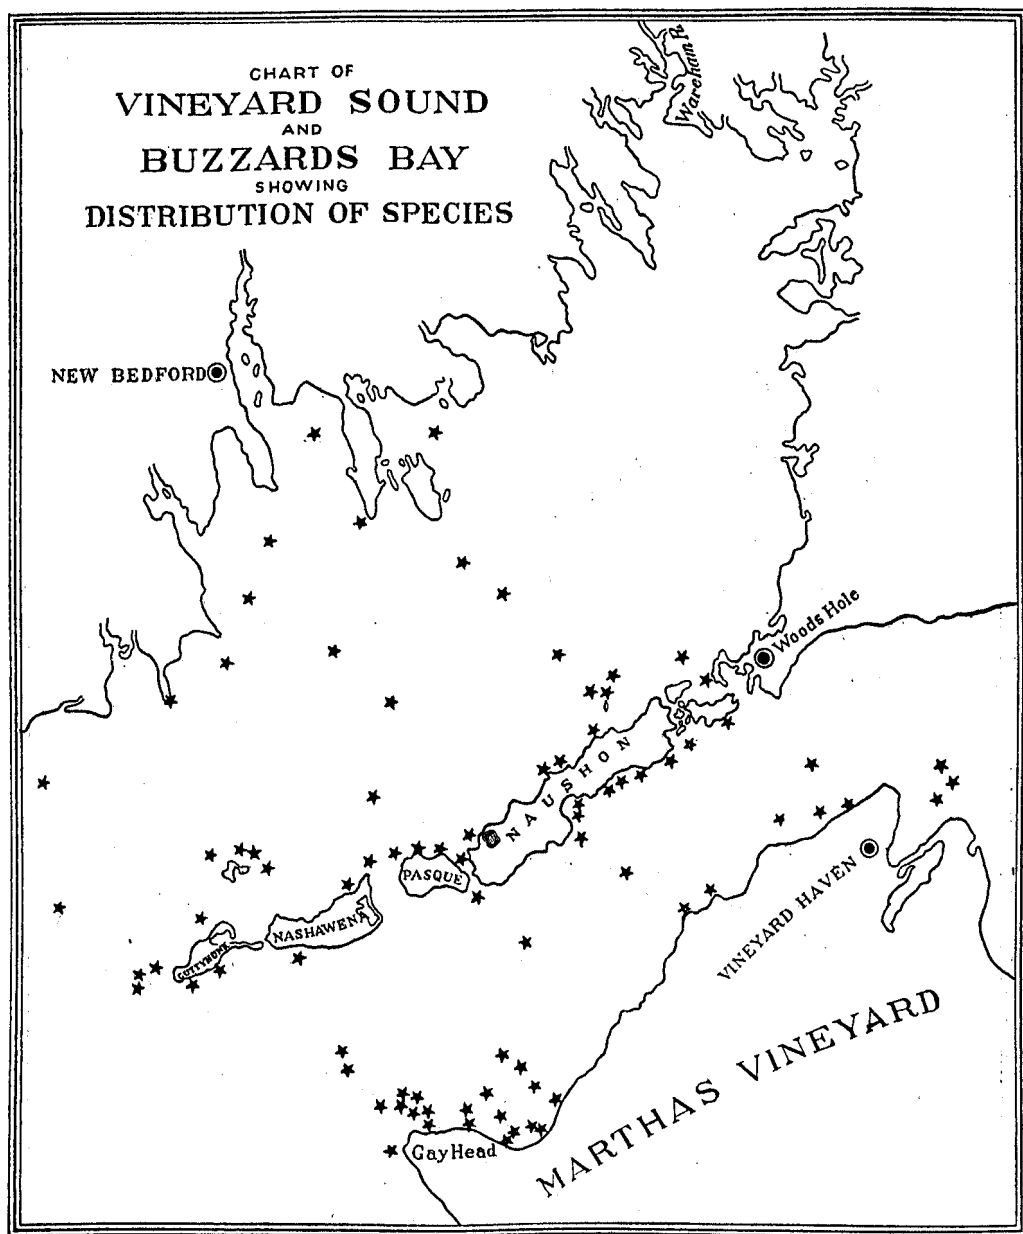 CHART OF
VINEYARD SOUND
AND
BUZZARDS BAY
SHOWING
DISTRIBUTION OF SPECIES
Wareham R.
NEW BEDFORD
Woods Hole
NAUSHON
PASQUE
NASHAWENA
CUTTYHUNK
VINEYARD HAVEN
MARTHAS VINEYARD
Gay Head